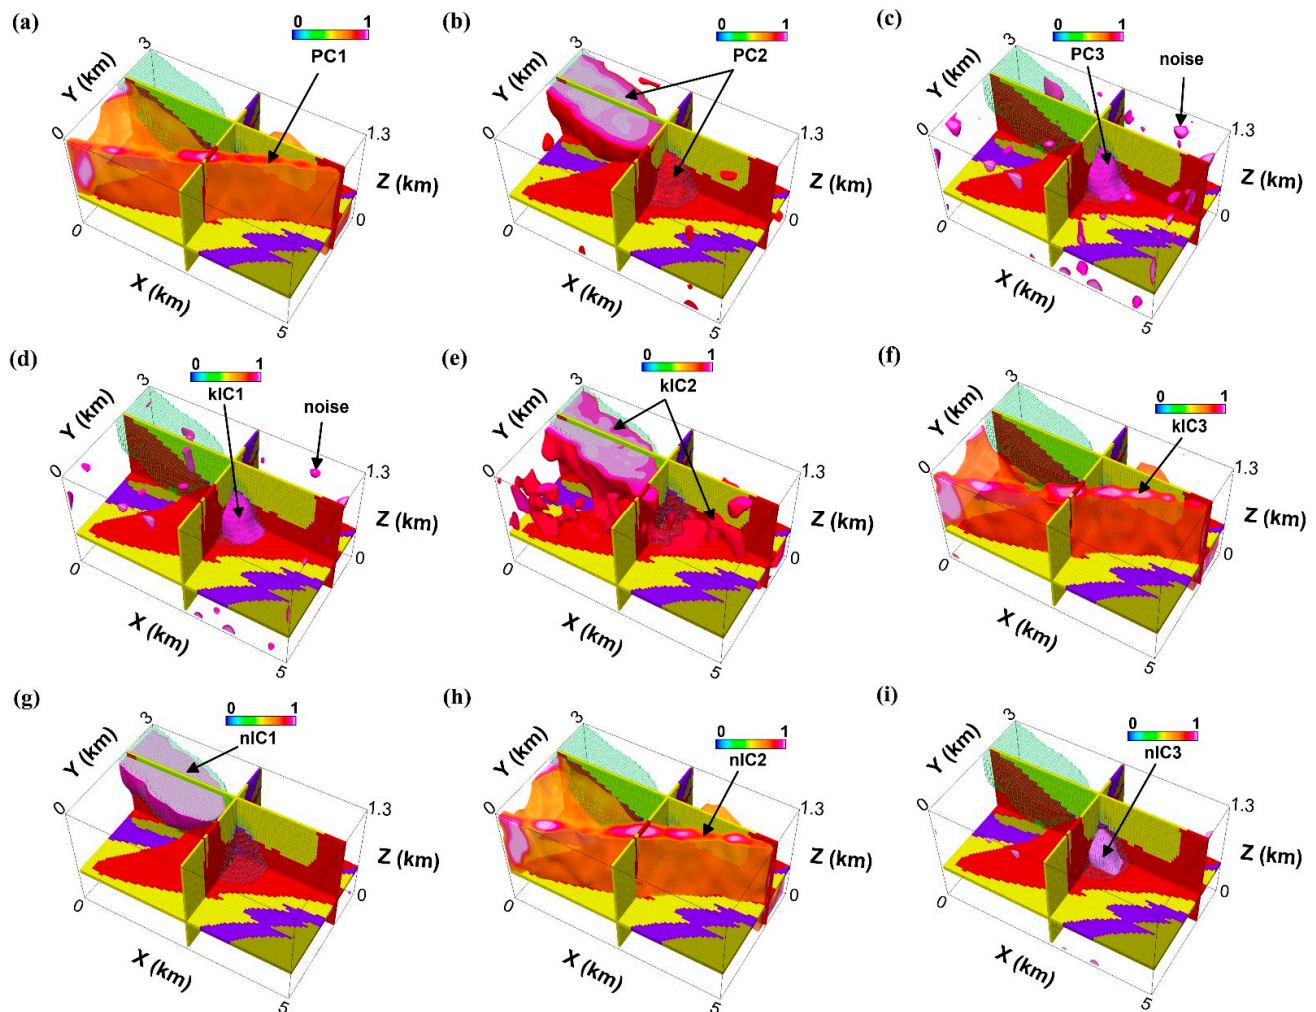 (a)
0 1
PC1
3
Y (km)
0
1.3
Z (km)
0
0
X (km)
5
(b)
0 1
PC2
3
Y (km)
0
1.3
Z (km)
0
0
X (km)
5
(c)
0 1
PC3
noise
3
Y (km)
0
1.3
Z (km)
0
0
X (km)
5
(d)
0 1
kIC1
noise
3
Y (km)
0
1.3
Z (km)
0
0
X (km)
5
(e)
0 1
kIC2
3
Y (km)
0
1.3
Z (km)
0
0
X (km)
5
(f)
0 1
kIC3
3
Y (km)
0
1.3
Z (km)
0
0
X (km)
5
(g)
0 1
nIC1
3
Y (km)
0
1.3
Z (km)
0
0
X (km)
5
(h)
0 1
nIC2
3
Y (km)
0
1.3
Z (km)
0
0
X (km)
5
(i)
0 1
nIC3
3
Y (km)
0
1.3
Z (km)
0
0
X (km)
5